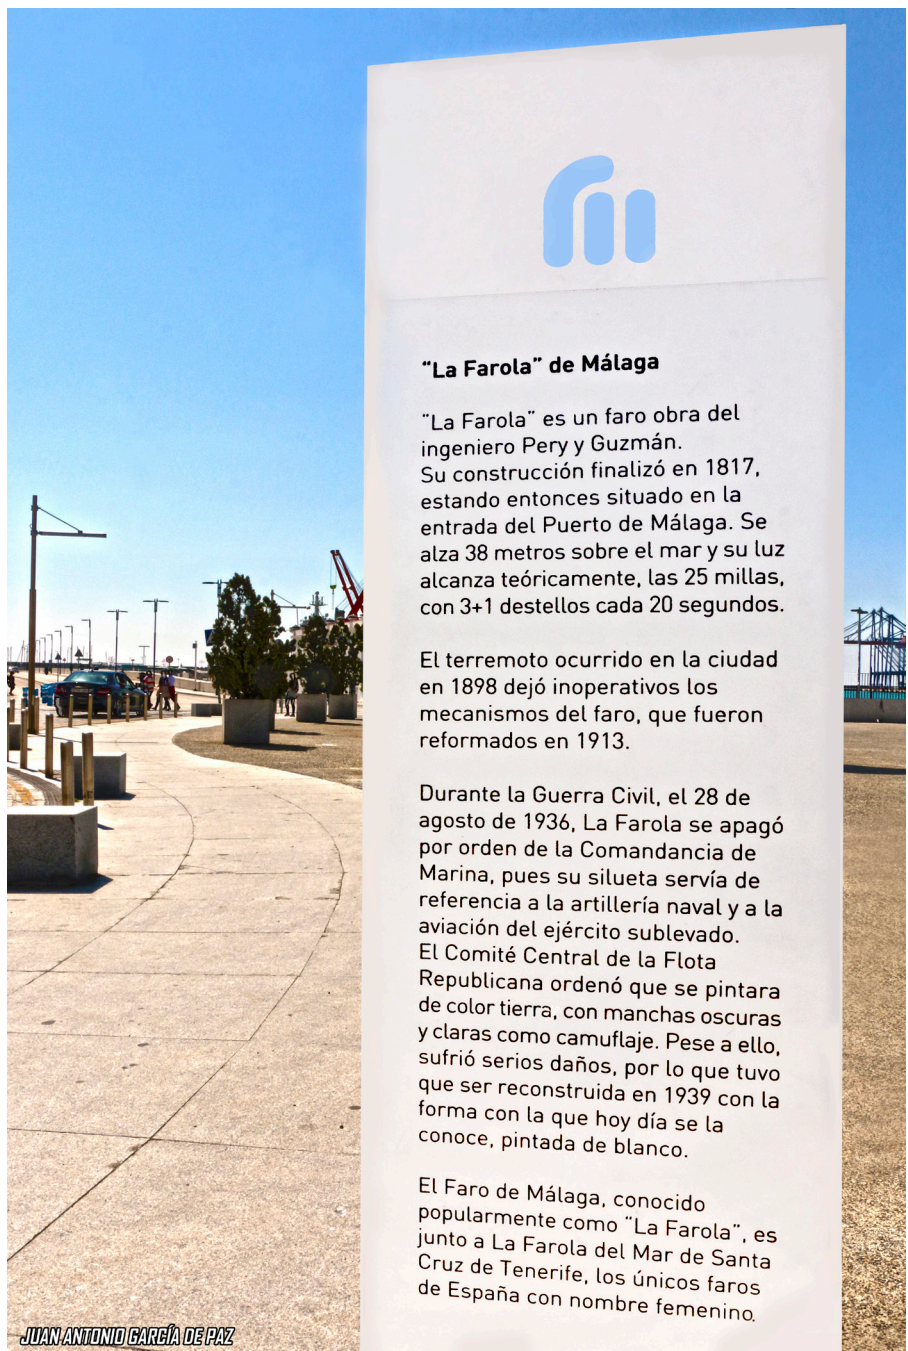 “La Farola” de Málaga
“La Farola” es un faro obra del
ingeniero Pery y Guzmán.
Su construcción finalizó en 1817,
estando entonces situado en la
entrada del Puerto de Málaga. Se
alza 38 metros sobre el mar y su luz
alcanza teóricamente, las 25 millas,
con 3+1 destellos cada 20 segundos.
El terremoto ocurrido en la ciudad
en 1898 dejó inoperativos los
mecanismos del faro, que fueron
reformados en 1913.
Durante la Guerra Civil, el 28 de
agosto de 1936, La Farola se apagó
por orden de la Comandancia de
Marina, pues su silueta servía de
referencia a la artillería naval y a la
aviación del ejército sublevado.
El Comité Central de la Flota
Republicana ordenó que se pintara
de color tierra, con manchas oscuras
y claras como camuflaje. Pese a ello,
sufrió serios daños, por lo que tuvo
que ser reconstruida en 1939 con la
forma con la que hoy día se la
conoce, pintada de blanco.
El Faro de Málaga, conocido
popularmente como “La Farola”, es
junto a La Farola del Mar de Santa
Cruz de Tenerife, los únicos faros
de España con nombre femenino.
JUAN ANTONIO GARCÍA DE PAZ